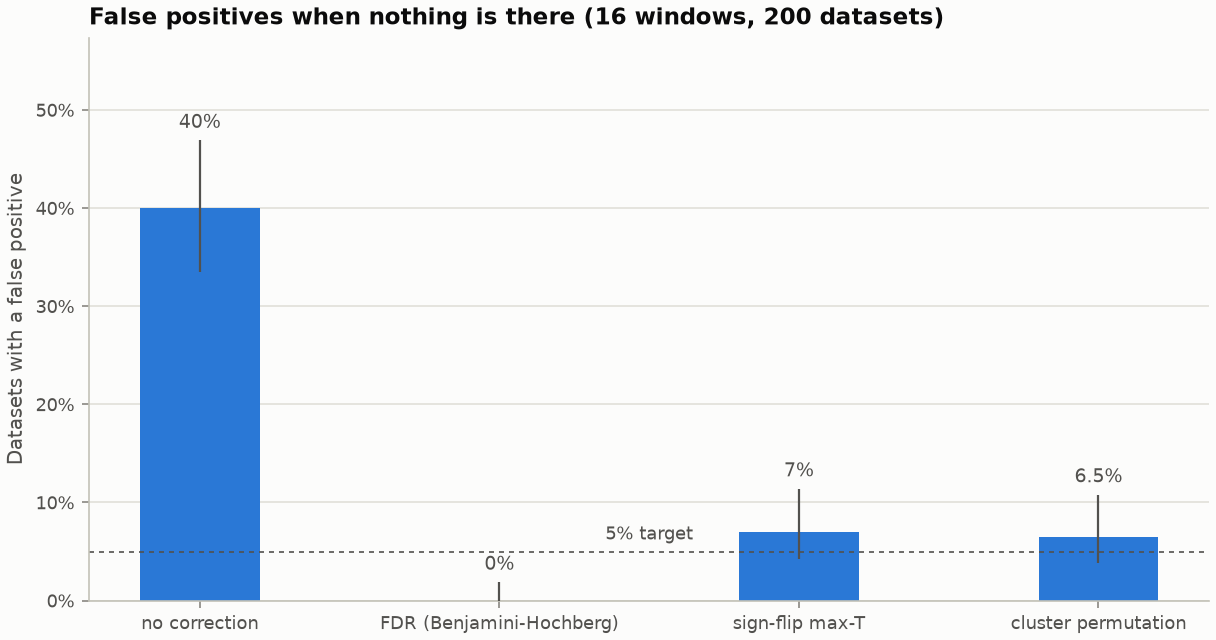 False positives when nothing is there (16 windows, 200 datasets)
Datasets with a false positive
50%
40%
30%
20%
10%
0%
40%
0%
5% target
7%
6.5%
no correction
FDR (Benjamini-Hochberg)
sign-flip max-T
cluster permutation